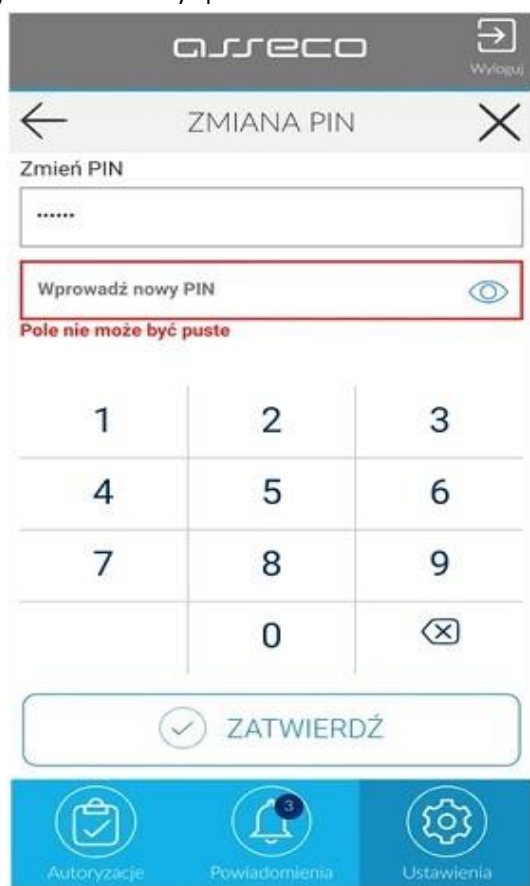 asseco
Wyloguj
ZMIANA PIN
Zmień PIN
••••••
Wprowadź nowy PIN
Pole nie może być puste
1 2 3
4 5 6
7 8 9
0
ZATWIERDŹ
3
Autoryzacje Powiadomienia Ustawienia